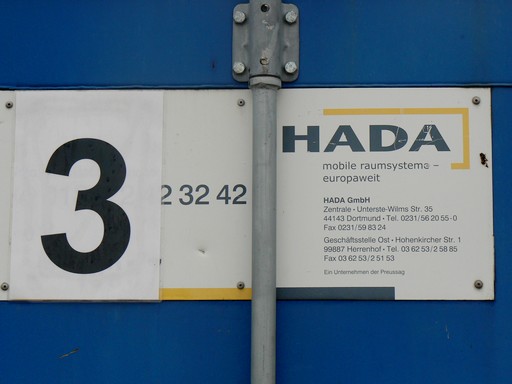 3
2 32 42
HADA
mobile raumsysteme –
europaweit
HADA GmbH
Zentrale · Unterste-Wilms Str. 35
44143 Dortmund · Tel. 0231/56 20 55-0
Fax 0231/59 83 24
Geschäftsstelle Ost · Hohenkircher Str. 1
99887 Herrenhof · Tel. 03 62 53/2 58 85
Fax 03 62 53/2 51 53
Ein Unternehmen der Preussag